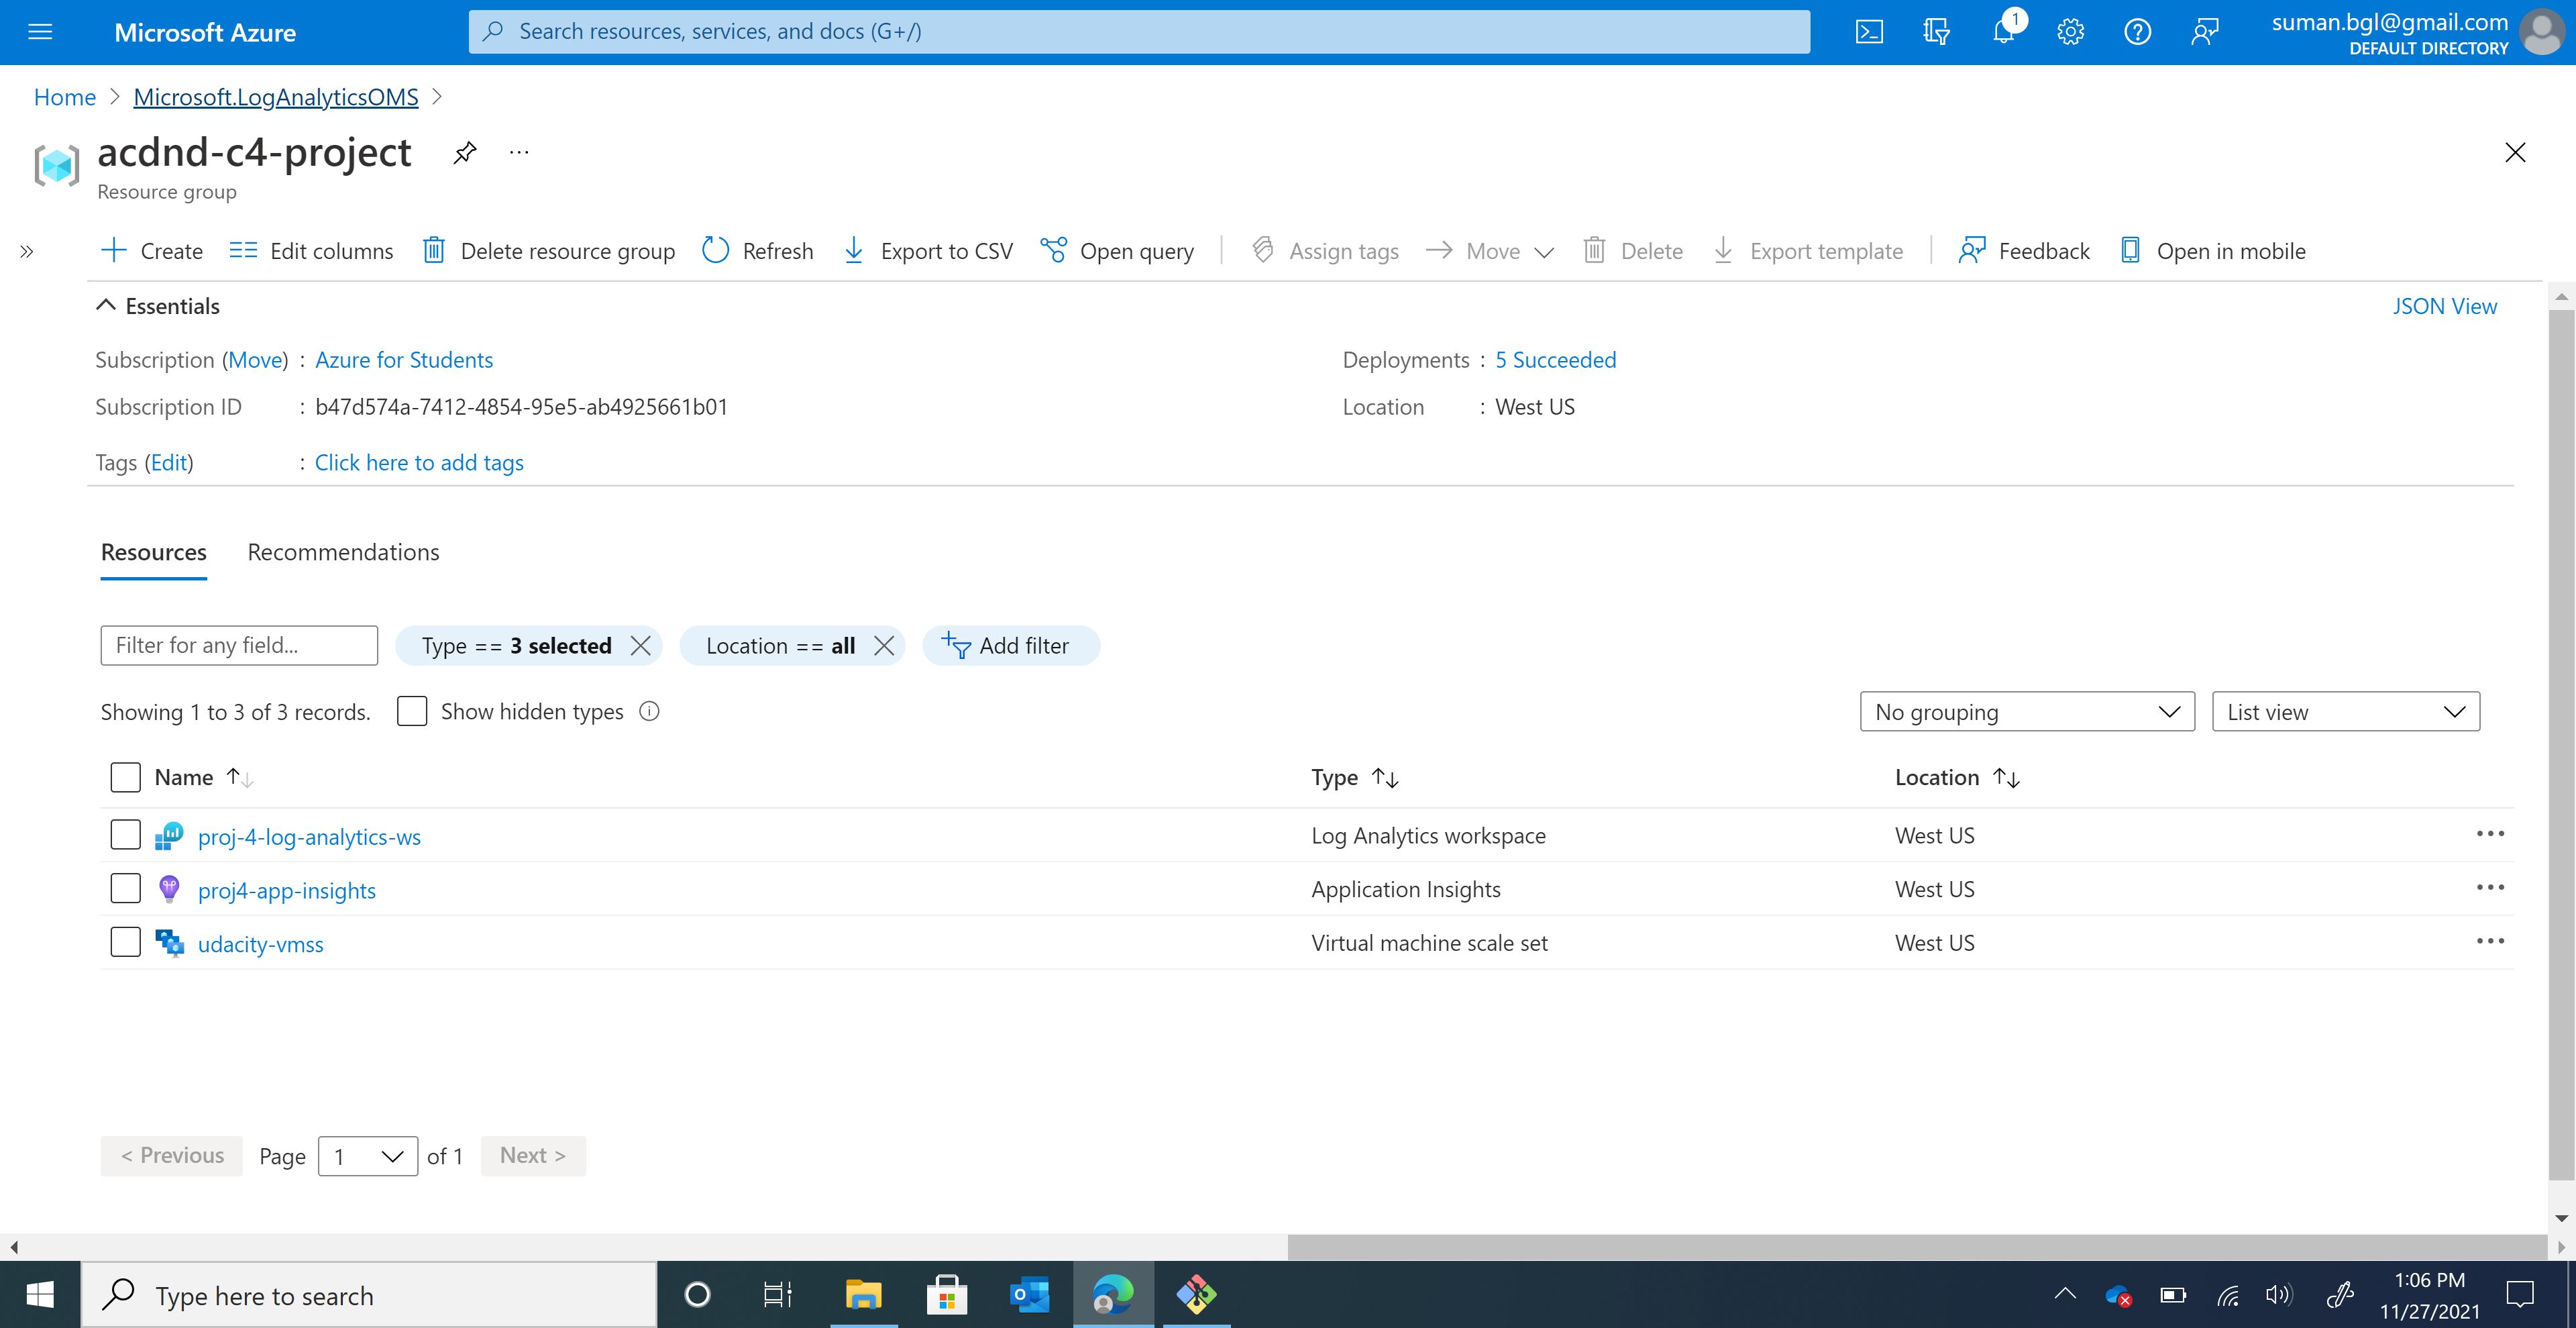 Microsoft Azure
Search resources, services, and docs (G+/)
1
suman.bgl@gmail.com
DEFAULT DIRECTORY
Home > Microsoft.LogAnalyticsOMS >
acdnd-c4-project
Resource group
Create Edit columns Delete resource group Refresh Export to CSV Open query Assign tags Move Delete Export template Feedback Open in mobile
Essentials
JSON View
Subscription (Move) : Azure for Students
Deployments : 5 Succeeded
Subscription ID : b47d574a-7412-4854-95e5-ab4925661b01
Location : West US
Tags (Edit) : Click here to add tags
Resources Recommendations
Filter for any field... Type == 3 selected Location == all Add filter
Showing 1 to 3 of 3 records. Show hidden types No grouping List view
Name Type Location
proj-4-log-analytics-ws Log Analytics workspace West US
proj4-app-insights Application Insights West US
udacity-vmss Virtual machine scale set West US
< Previous Page 1 of 1 Next >
Type here to search
1:06 PM
11/27/2021